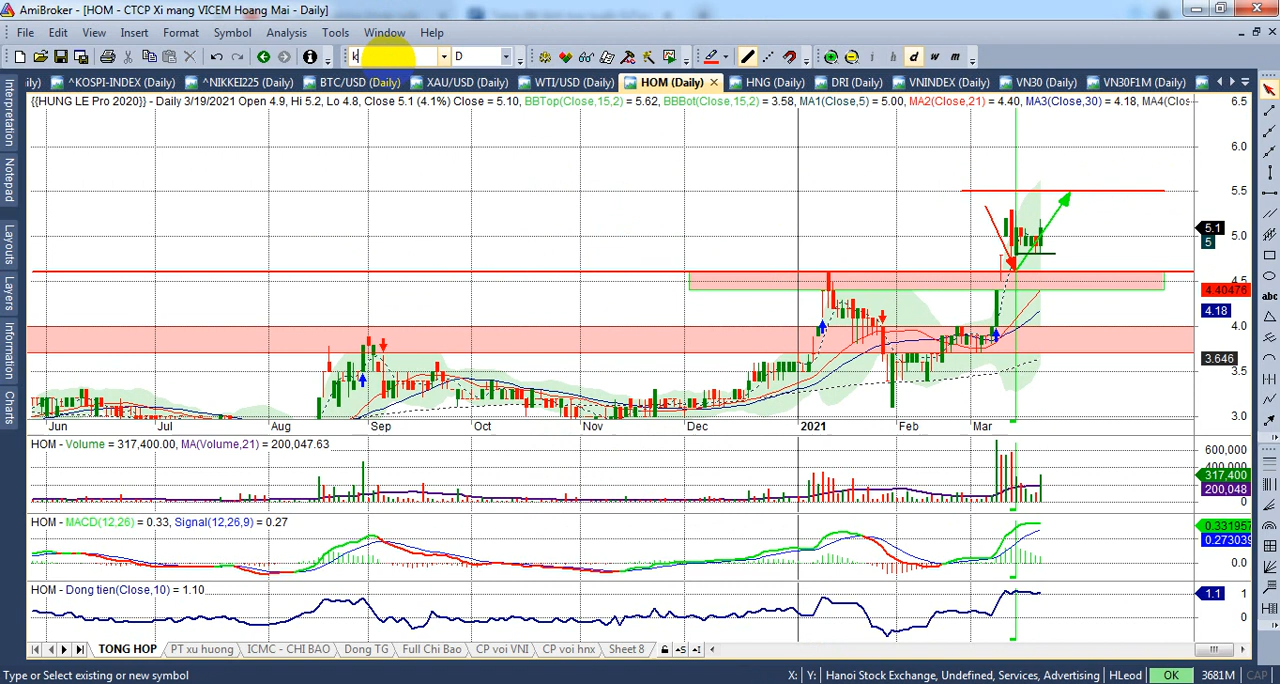 AmiBroker - [HOM - CTCP Xi mang VICEM Hoang Mai - Daily]
File Edit View Insert Format Symbol Analysis Tools Window Help
k D i d w m
Daily) ^KOSPI-INDEX (Daily) ^NIKKEI225 (Daily) BTC/USD (Daily) XAU/USD (Daily) WTI/USD (Daily) HOM (Daily) HNG (Daily) DRI (Daily) VNINDEX (Daily) VN30 (Daily) VN30F1M (Daily)
{{HUNG LE Pro 2020}} - Daily 3/19/2021 Open 4.9, Hi 5.2, Lo 4.8, Close 5.1 (4.1%) Close = 5.10, BBTop(Close,15,2) = 5.62, BBBot(Close,15,2) = 3.58, MA1(Close,5) = 5.00, MA2(Close,21) = 4.40, MA3(Close,30) = 4.18, MA4(Clos
Interpretation
Notepad
Layouts
Layers
Information
Charts
abc
6.5
6.0
5.5
5.1
5.0
5
4.5
4.40476
4.18
4.0
3.646
3.5
3.0
Jun Jul Aug Sep Oct Nov Dec 2021 Feb Mar
HOM - Volume = 317,400.00, MA(Volume,21) = 200,047.63
600,000
400,000
317,400
200,048
0
HOM - MACD(12,26) = 0.33, Signal(12,26,9) = 0.27
0.331957
0.273039
0.0
HOM - Dong tien(Close,10) = 1.10
1.1 1
0
TONG HOP PT xu huong ICMC - CHI BAO Dong TG Full Chi Bao CP voi VNI CP voi hnx Sheet 8
Type or Select existing or new symbol X: Y: Hanoi Stock Exchange, Undefined, Services, Advertising HLeod OK 3681M CAP